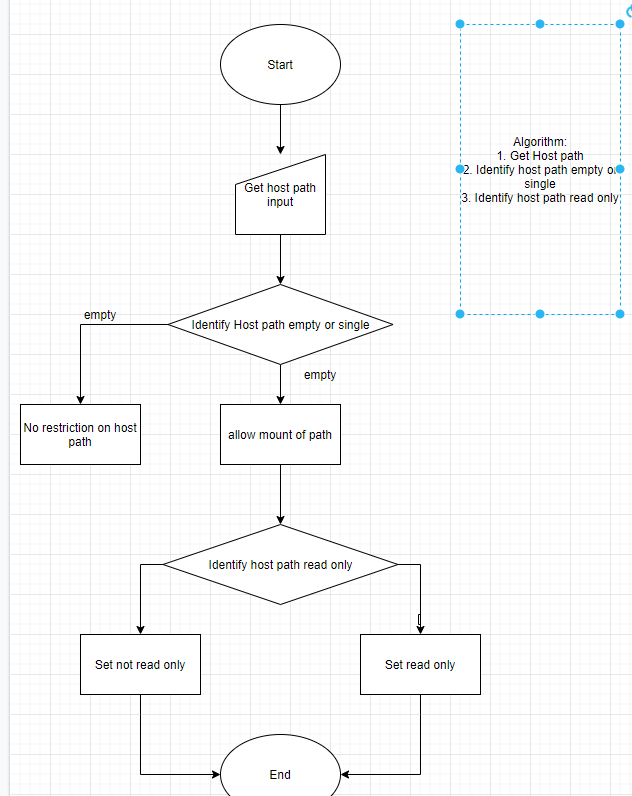 Start
Algorithm:
1. Get Host path
2. Identify host path empty or
single
3. Identify host path read only
Get host path
input
empty
Identify Host path empty or single
empty
No restriction on host
path
allow mount of path
Identify host path read only
Set not read only
Set read only
End